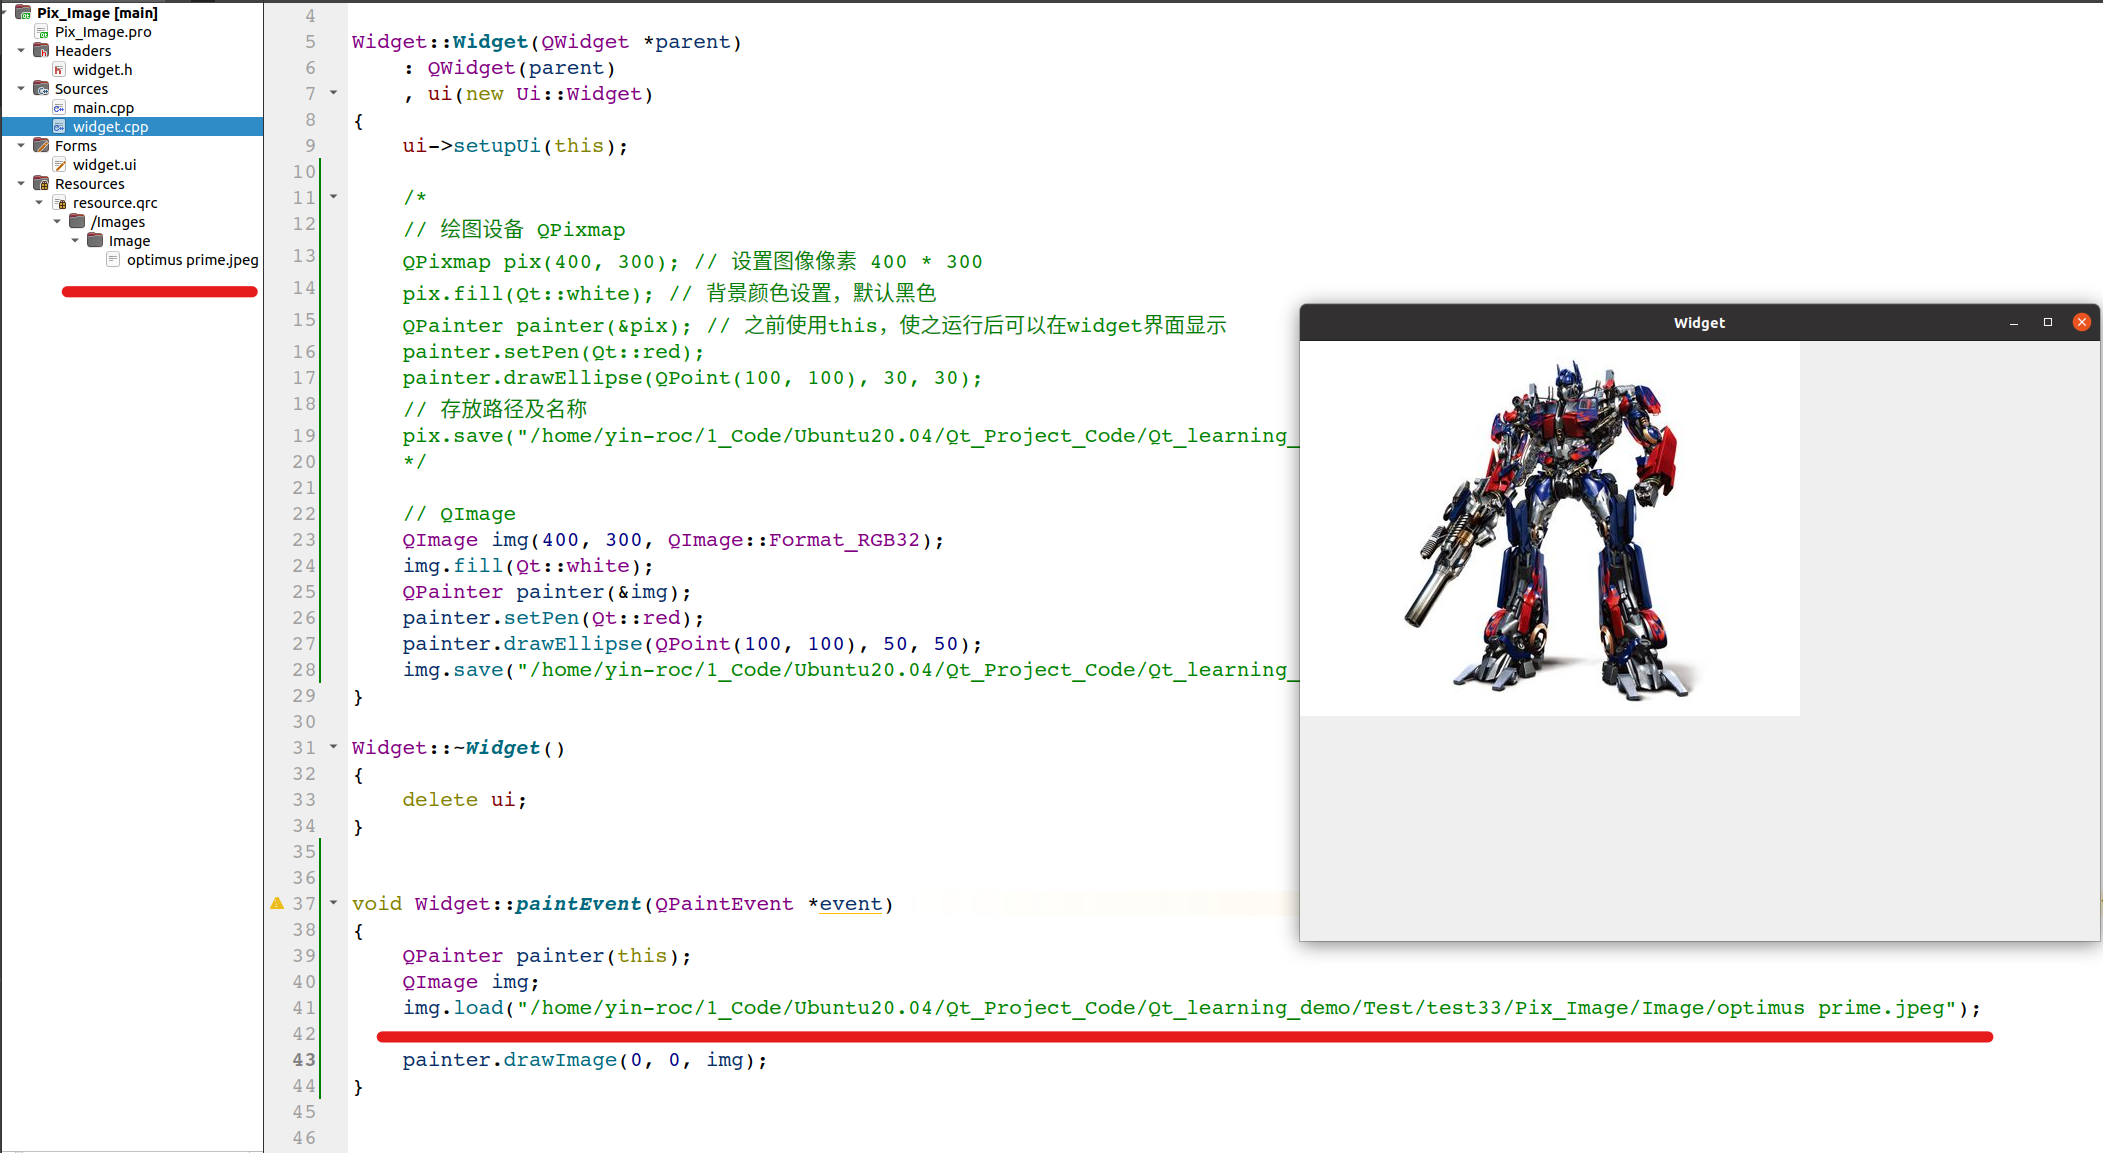 Pix_Image [main]
Pix_Image.pro
Headers
widget.h
Sources
main.cpp
widget.cpp
Forms
widget.ui
Resources
resource.qrc
/Images
Image
optimus prime.jpeg
4
5 Widget::Widget(QWidget *parent)
6 : QWidget(parent)
7 , ui(new Ui::Widget)
8 {
9 ui->setupUi(this);
10
11 /*
12 // 绘图设备 QPixmap
13 QPixmap pix(400, 300); // 设置图像像素 400 * 300
14 pix.fill(Qt::white); // 背景颜色设置，默认黑色
15 QPainter painter(&pix); // 之前使用this，使之运行后可以在widget界面显示
16 painter.setPen(Qt::red);
17 painter.drawEllipse(QPoint(100, 100), 30, 30);
18 // 存放路径及名称
19 pix.save("/home/yin-roc/1_Code/Ubuntu20.04/Qt_Project_Code/Qt_learning_
20 */
21
22 // QImage
23 QImage img(400, 300, QImage::Format_RGB32);
24 img.fill(Qt::white);
25 QPainter painter(&img);
26 painter.setPen(Qt::red);
27 painter.drawEllipse(QPoint(100, 100), 50, 50);
28 img.save("/home/yin-roc/1_Code/Ubuntu20.04/Qt_Project_Code/Qt_learning_
29 }
30
31 Widget::~Widget()
32 {
33 delete ui;
34 }
35
36
37 void Widget::paintEvent(QPaintEvent *event)
38 {
39 QPainter painter(this);
40 QImage img;
41 img.load("/home/yin-roc/1_Code/Ubuntu20.04/Qt_Project_Code/Qt_learning_demo/Test/test33/Pix_Image/Image/optimus prime.jpeg");
42
43 painter.drawImage(0, 0, img);
44 }
45
46
Widget